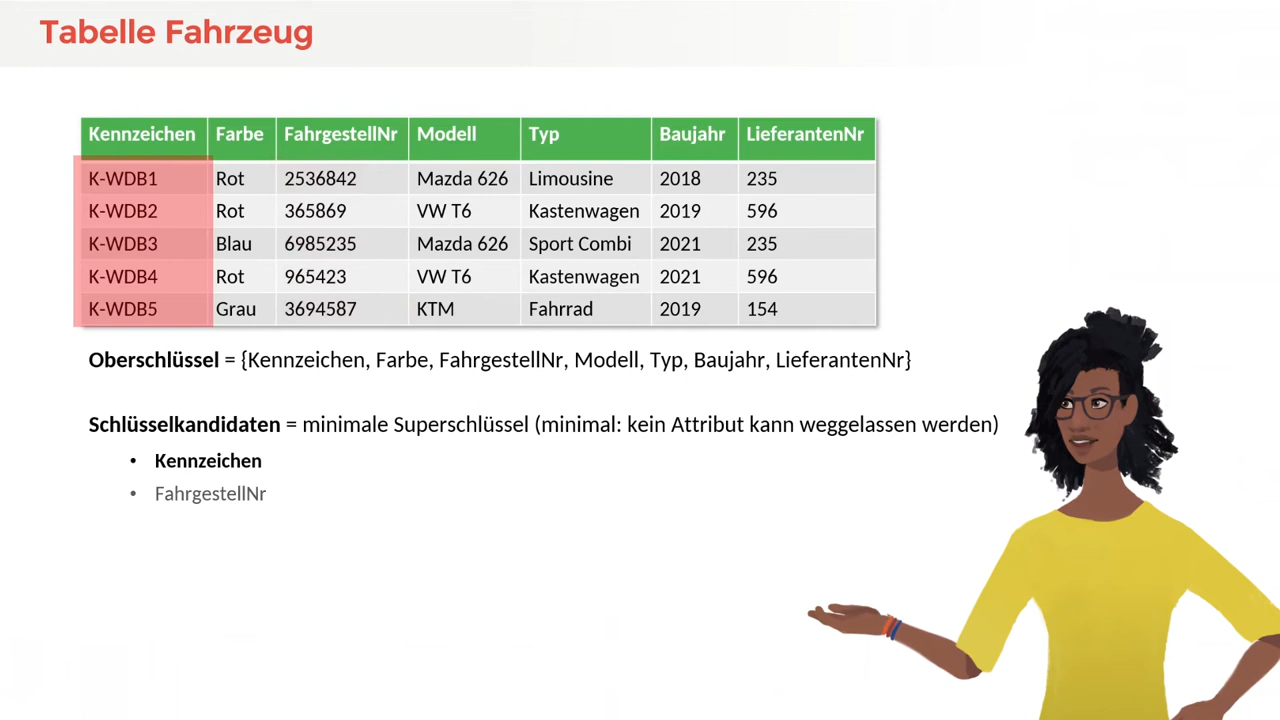 Tabelle Fahrzeug
Kennzeichen Farbe FahrgestellNr Modell Typ Baujahr LieferantenNr
K-WDB1 Rot 2536842 Mazda 626 Limousine 2018 235
K-WDB2 Rot 365869 VW T6 Kastenwagen 2019 596
K-WDB3 Blau 6985235 Mazda 626 Sport Combi 2021 235
K-WDB4 Rot 965423 VW T6 Kastenwagen 2021 596
K-WDB5 Grau 3694587 KTM Fahrrad 2019 154
Oberschlüssel = {Kennzeichen, Farbe, FahrgestellNr, Modell, Typ, Baujahr, LieferantenNr}
Schlüsselkandidaten = minimale Superschlüssel (minimal: kein Attribut kann weggelassen werden)
• Kennzeichen
• FahrgestellNr